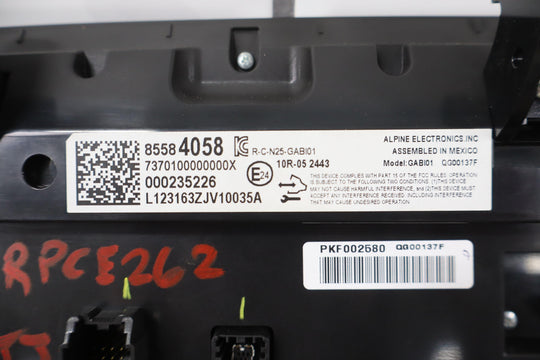 85584058 R-C-N25-GABI01
7370100000000X E24 10R-05 2443
000235226
L123163ZJV10035A
ALPINE ELECTRONICS.INC
ASSEMBLED IN MEXICO
Model:GABI01 QG00137F
THIS DEVICE COMPLIES WITH PART 15 OF FCC RULES. OPERATION IS
SUBJECT TO THE FOLLOWING TWO CONDITIONS: (1)THIS
DEVICE MAY NOT CAUSE HARMFUL INTERFERENCE, and (2)THIS
DEVICE MUST ACCEPT ANY INTERFERENCE RECEIVED INCLUDING INTERFERENCE
THAT MAY CAUSE UNDESIRED OPERATION.
PKF002580 QG00137F
RPCE262